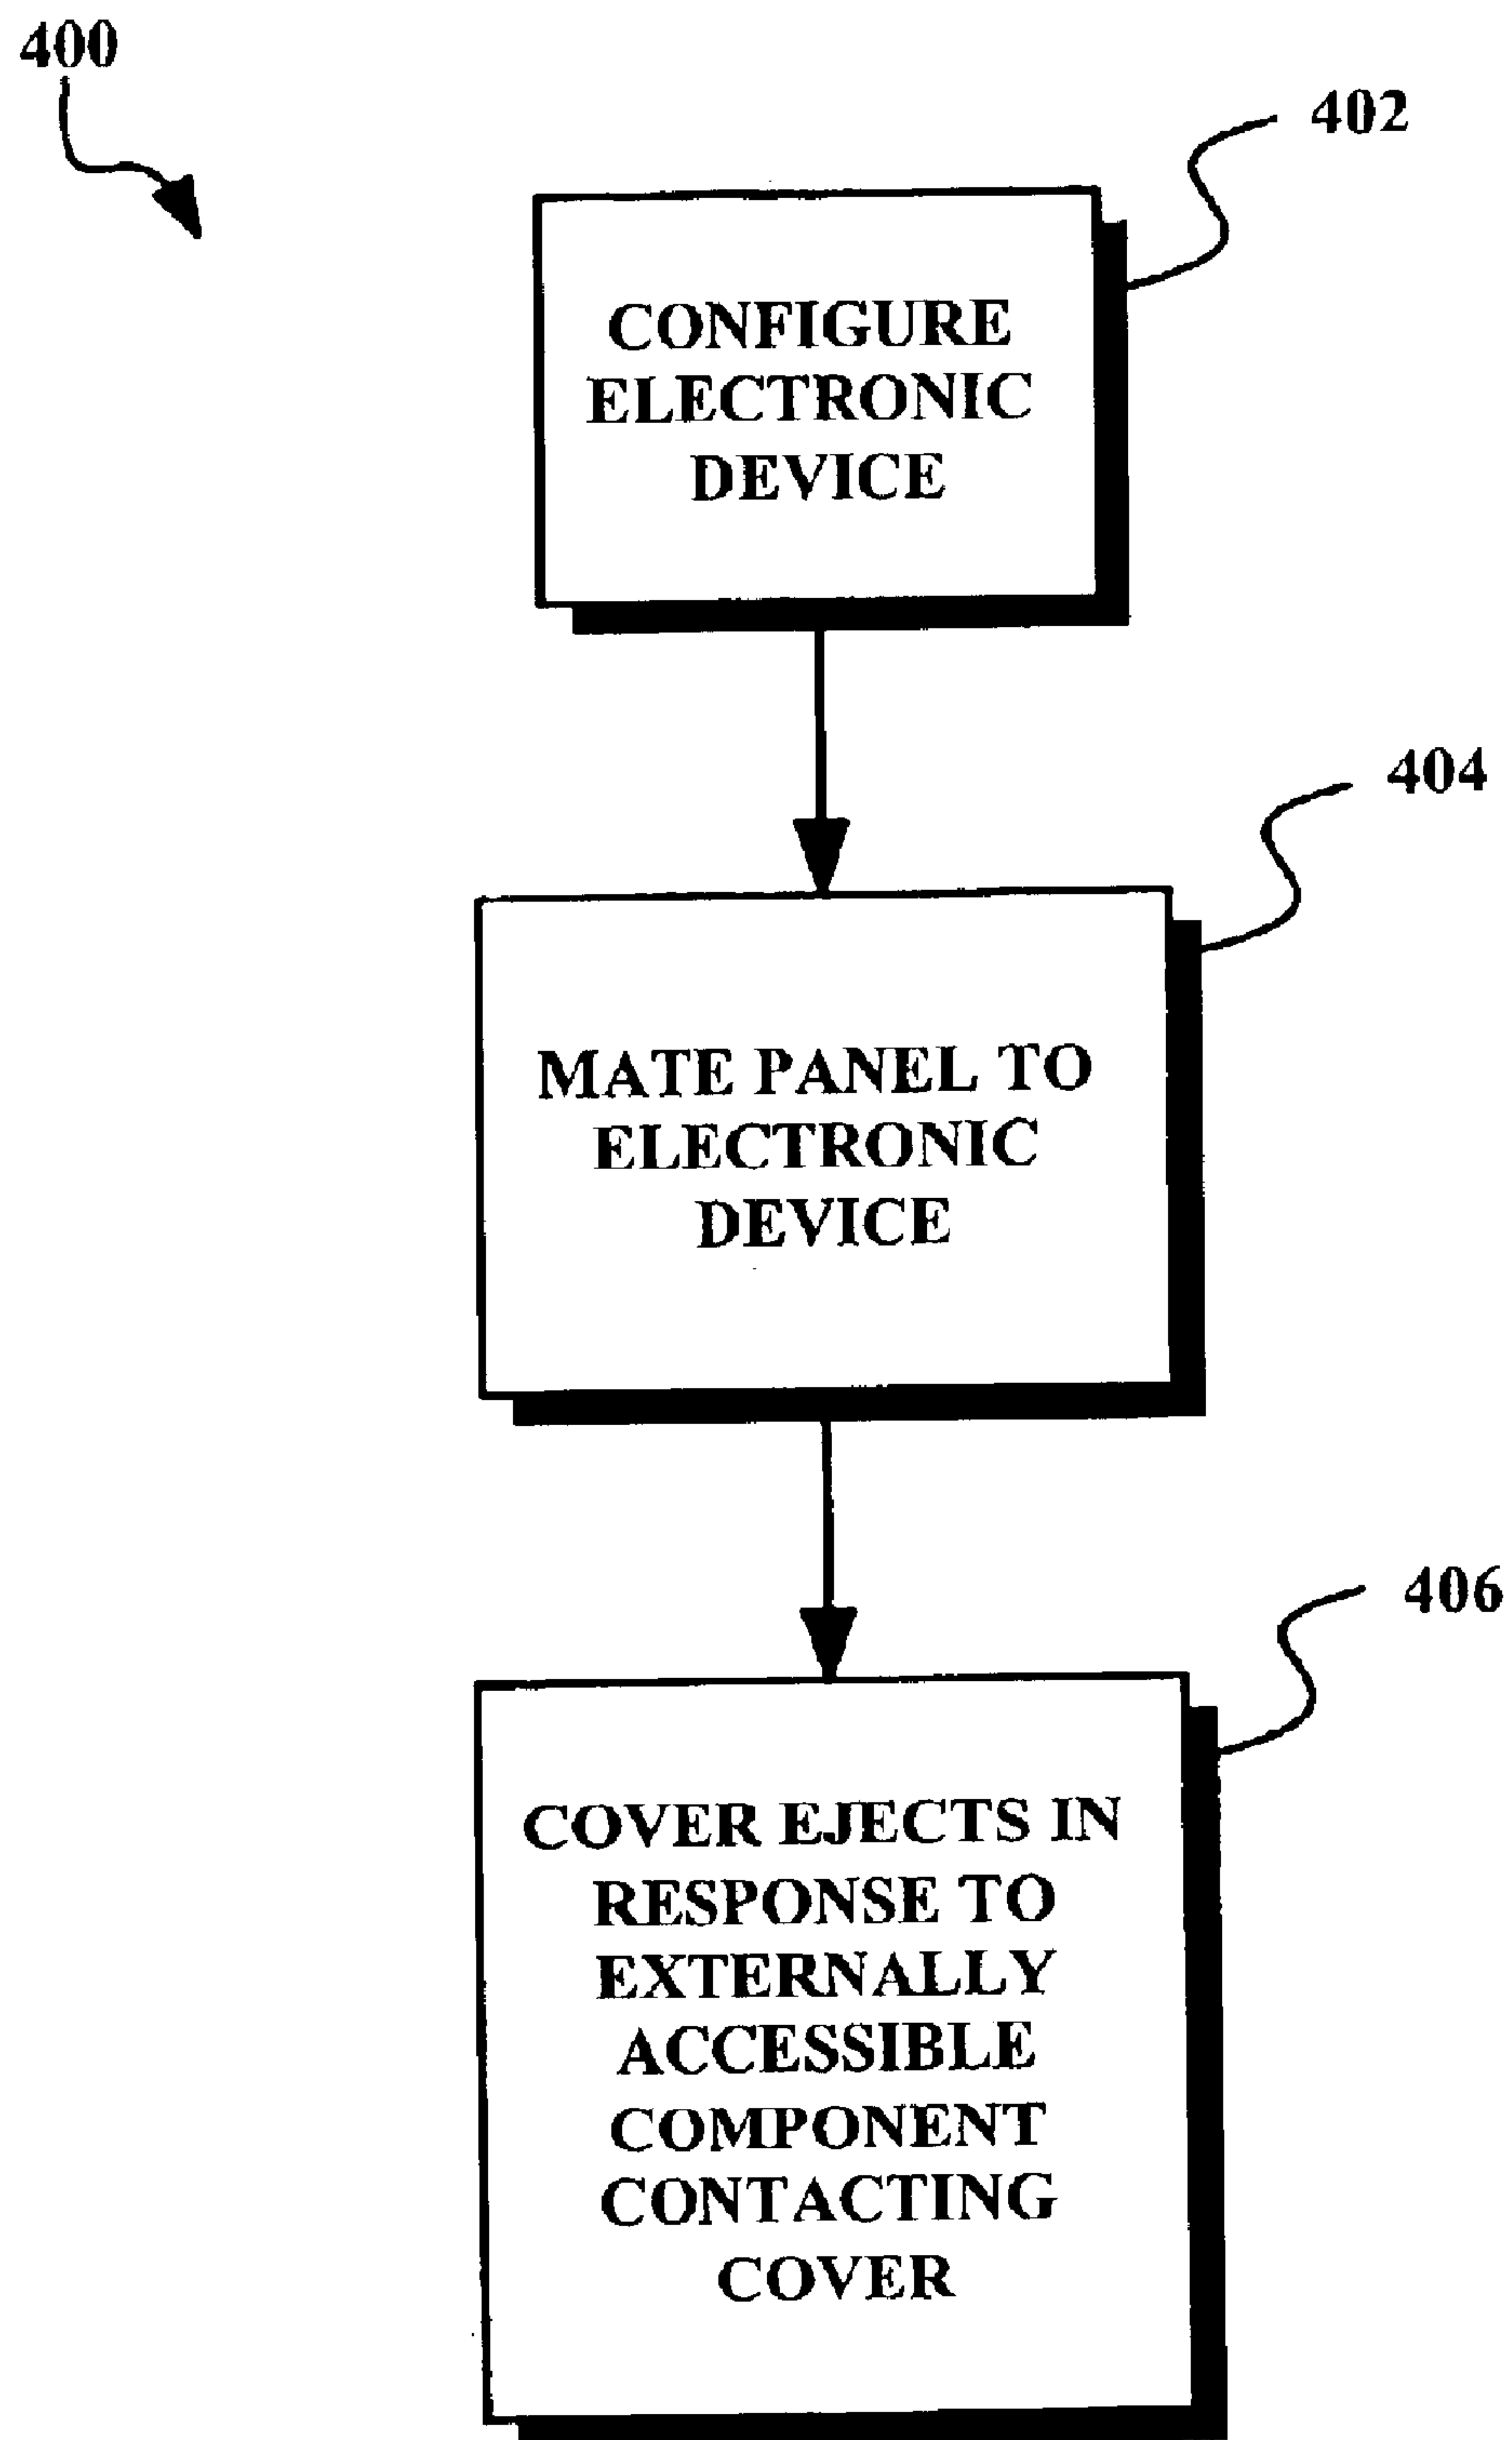 400
402
CONFIGURE
ELECTRONIC
DEVICE
404
MATE PANEL TO
ELECTRONIC
DEVICE
406
COVER EJECTS IN
RESPONSE TO
EXTERNALLY
ACCESSIBLE
COMPONENT
CONTACTING
COVER